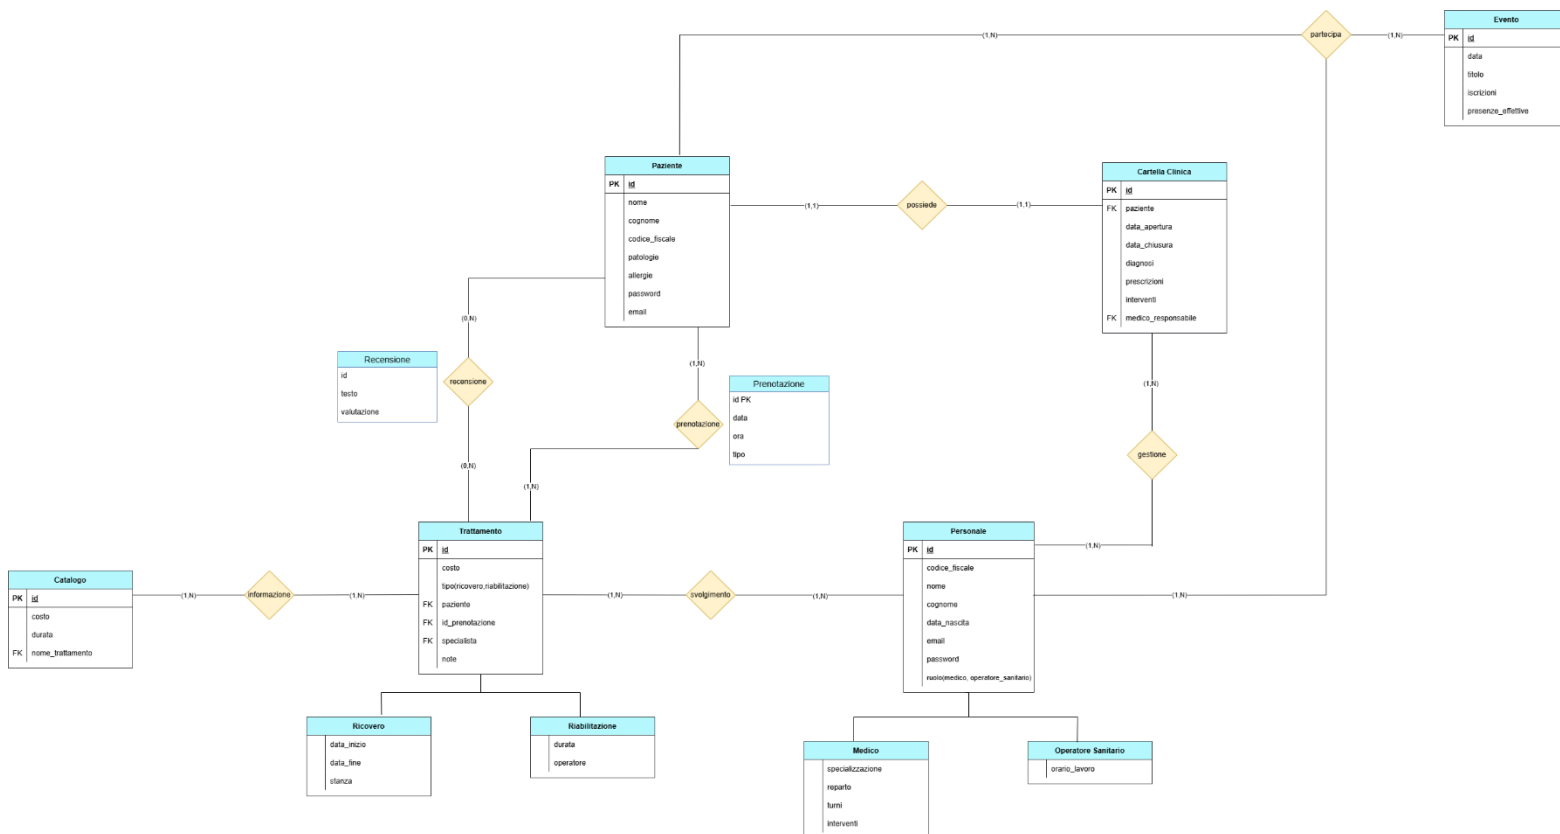 Evento
PK id
data
titolo
iscrizioni
presenze_effettive
(1,N)
partecipa
(1,N)
Paziente
PK id
nome
cognome
codice_fiscale
patologie
allergie
password
email
(1,1)
possiede
(1,1)
Cartella Clinica
PK id
FK paziente
data_apertura
data_chiusura
diagnosi
prescrizioni
interventi
FK medico_responsabile
(0,N)
Recensione
id
testo
valutazione
recensione
(0,N)
(1,N)
prenotazione
Prenotazione
id PK
data
ora
tipo
(1,N)
(1,N)
gestione
(1,N)
Trattamento
PK id
costo
tipo(ricovero,riabilitazione)
FK paziente
FK id_prenotazione
FK specialista
note
Personale
PK id
codice_fiscale
nome
cognome
data_nascita
email
password
ruolo(medico, operatore_sanitario)
(1,N)
Catalogo
PK id
costo
durata
FK nome_trattamento
(1,N)
informazione
(1,N)
(1,N)
svolgimento
(1,N)
Ricovero
data_inizio
data_fine
stanza
Riabilitazione
durata
operatore
Medico
specializzazione
reparto
turni
interventi
Operatore Sanitario
orario_lavoro